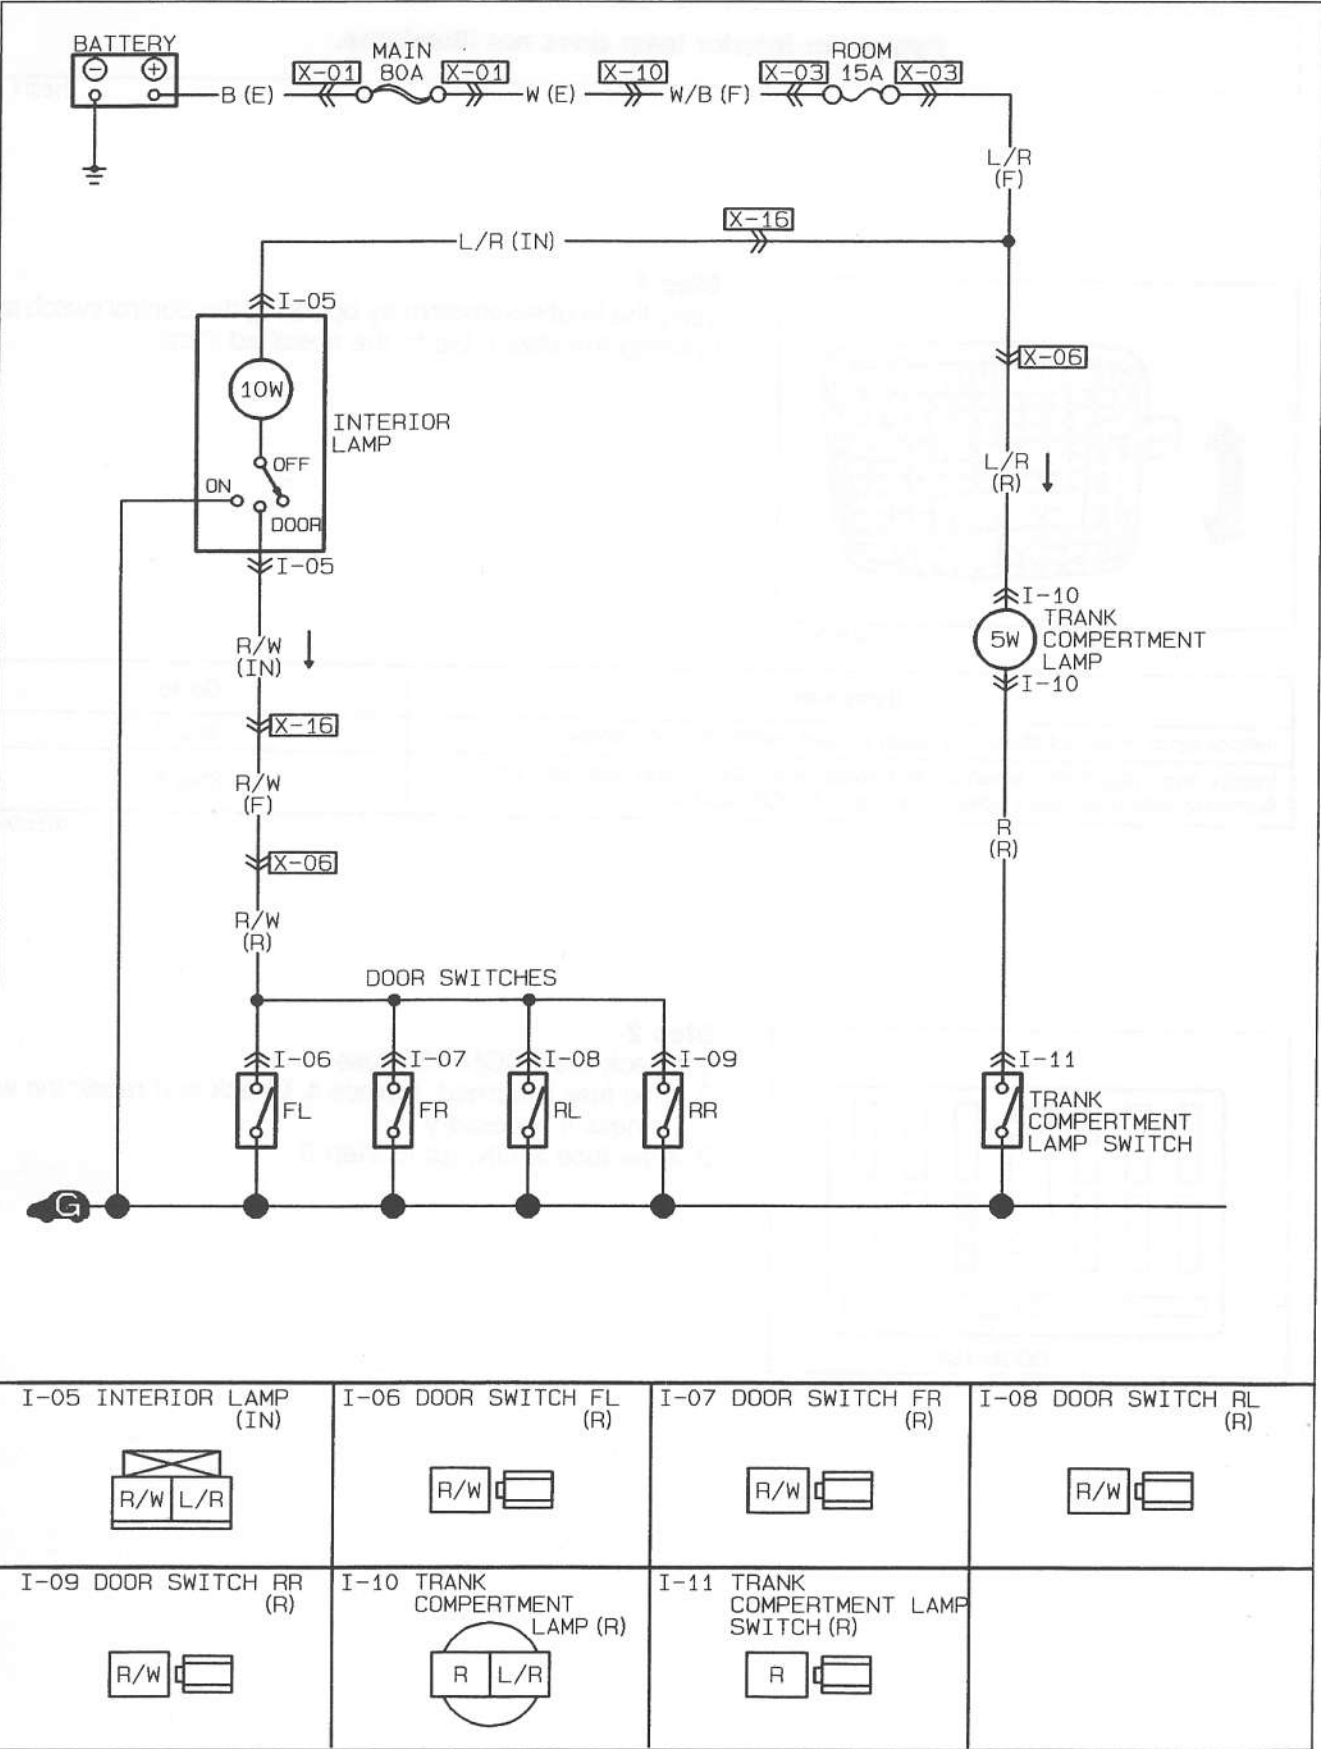 BATTERY
MAIN
80A
ROOM
15A
X-01
X-01
X-10
X-03
X-03
B (E)
W (E)
W/B (F)
L/R
(F)
X-16
L/R (IN)
I-05
10W
INTERIOR
LAMP
OFF
ON
DOOR
I-05
X-06
L/R
(R)
I-10
5W
TRANK
COMPERTMENT
LAMP
I-10
R/W
(IN)
X-16
R/W
(F)
X-06
R/W
(R)
R
(R)
DOOR SWITCHES
I-06
I-07
I-08
I-09
I-11
FL
FR
RL
RR
TRANK
COMPERTMENT
LAMP SWITCH
G
I-05 INTERIOR LAMP
(IN)
R/W L/R
I-06 DOOR SWITCH FL
(R)
R/W
I-07 DOOR SWITCH FR
(R)
R/W
I-08 DOOR SWITCH RL
(R)
R/W
I-09 DOOR SWITCH RR
(R)
R/W
I-10 TRANK
COMPERTMENT
LAMP (R)
R L/R
I-11 TRANK
COMPERTMENT LAMP
SWITCH (R)
R